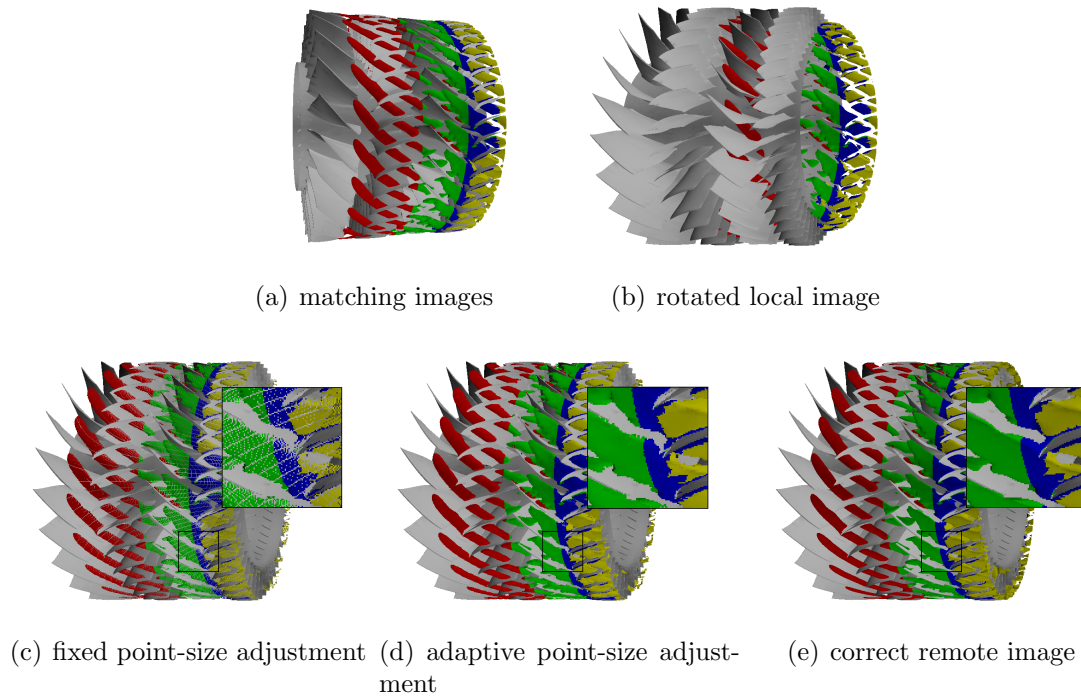 (a) matching images
(b) rotated local image
(c) fixed point-size adjustment
(d) adaptive point-size adjust-
ment
(e) correct remote image